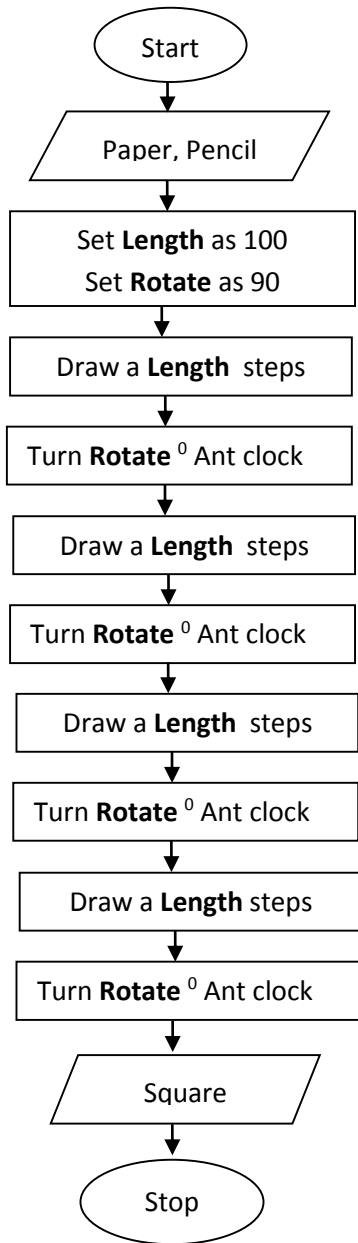 Start
Paper, Pencil
Set Length as 100
Set Rotate as 90
Draw a Length steps
Turn Rotate ⁰ Ant clock
Draw a Length steps
Turn Rotate ⁰ Ant clock
Draw a Length steps
Turn Rotate ⁰ Ant clock
Draw a Length steps
Turn Rotate ⁰ Ant clock
Square
Stop